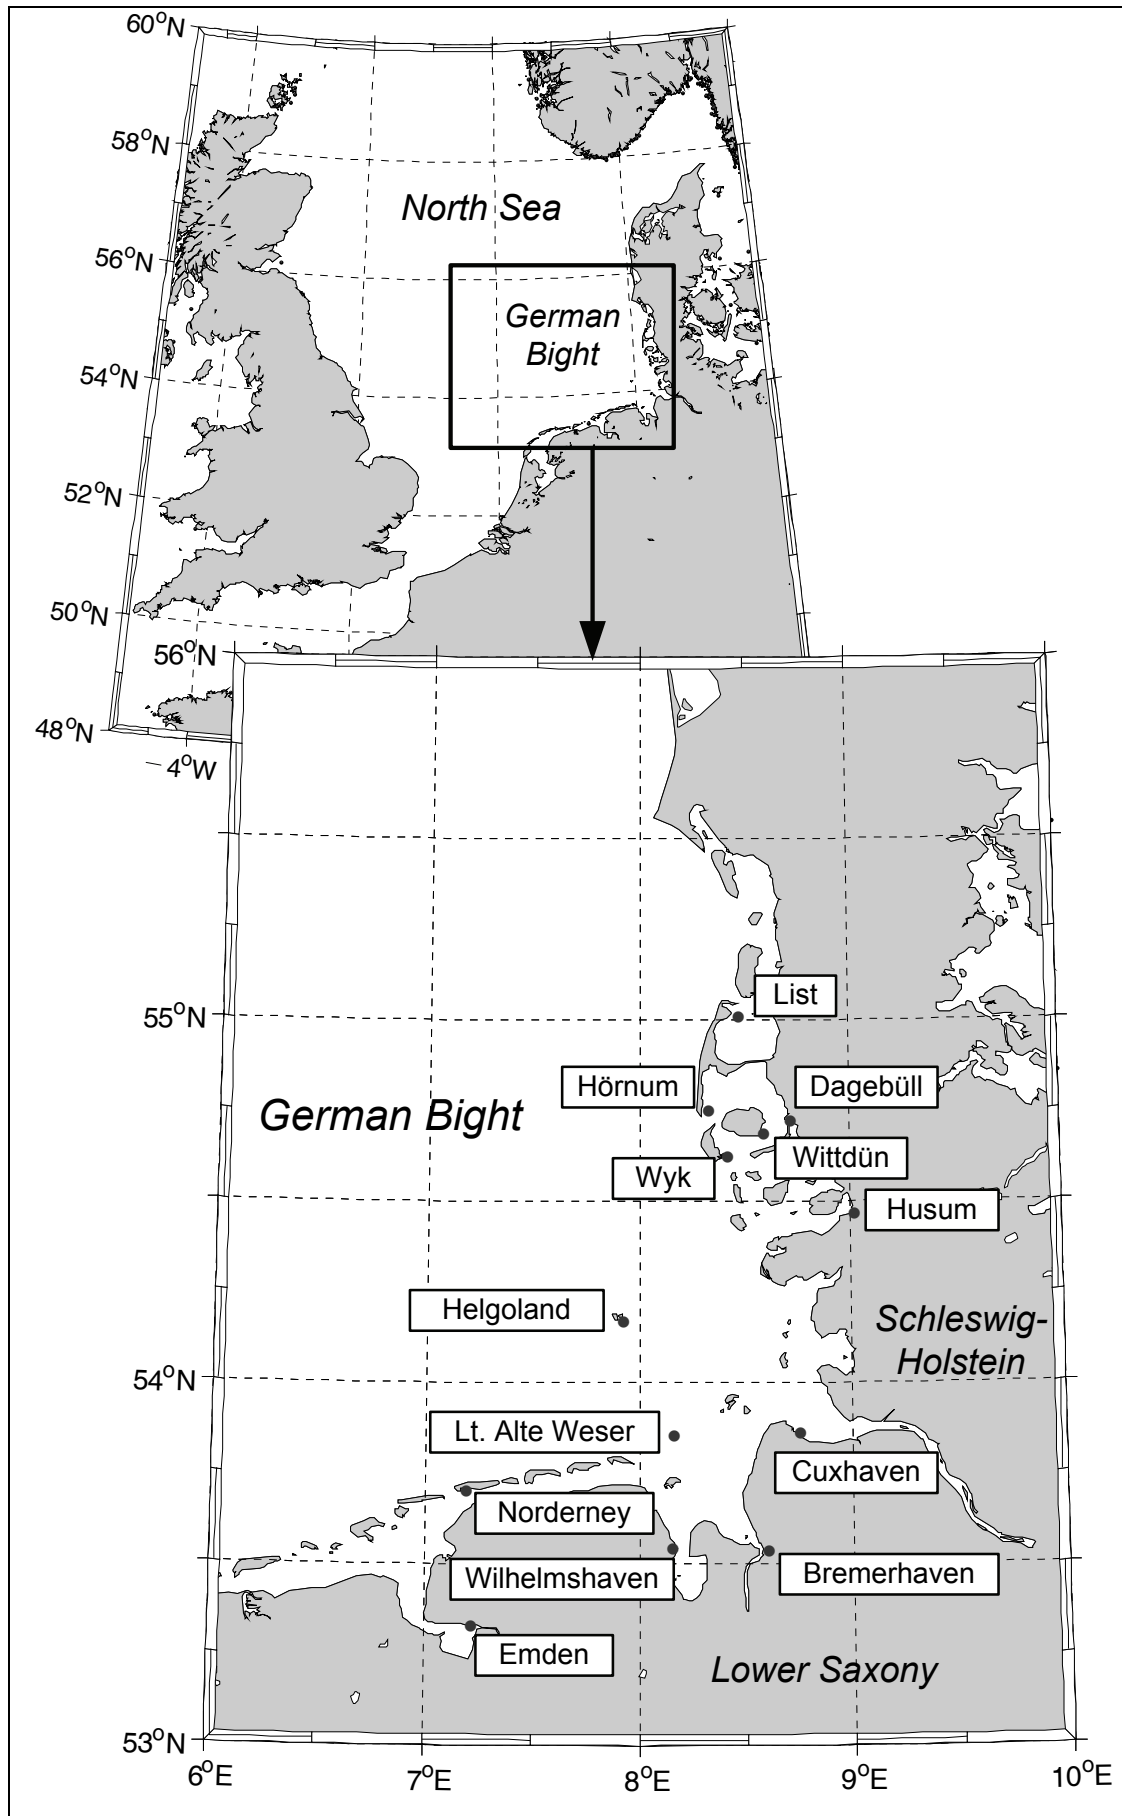 60°N
58°N
North Sea
56°N
German
Bight
54°N
52°N
50°N
56°N
48°N
– 4°W
List
55°N
Hörnum
Dagebüll
German Bight
Wittdün
Wyk
Husum
Helgoland
Schleswig-
Holstein
54°N
Lt. Alte Weser
Cuxhaven
Norderney
Wilhelmshaven
Bremerhaven
Emden
Lower Saxony
53°N
6°E
7°E
8°E
9°E
10°E